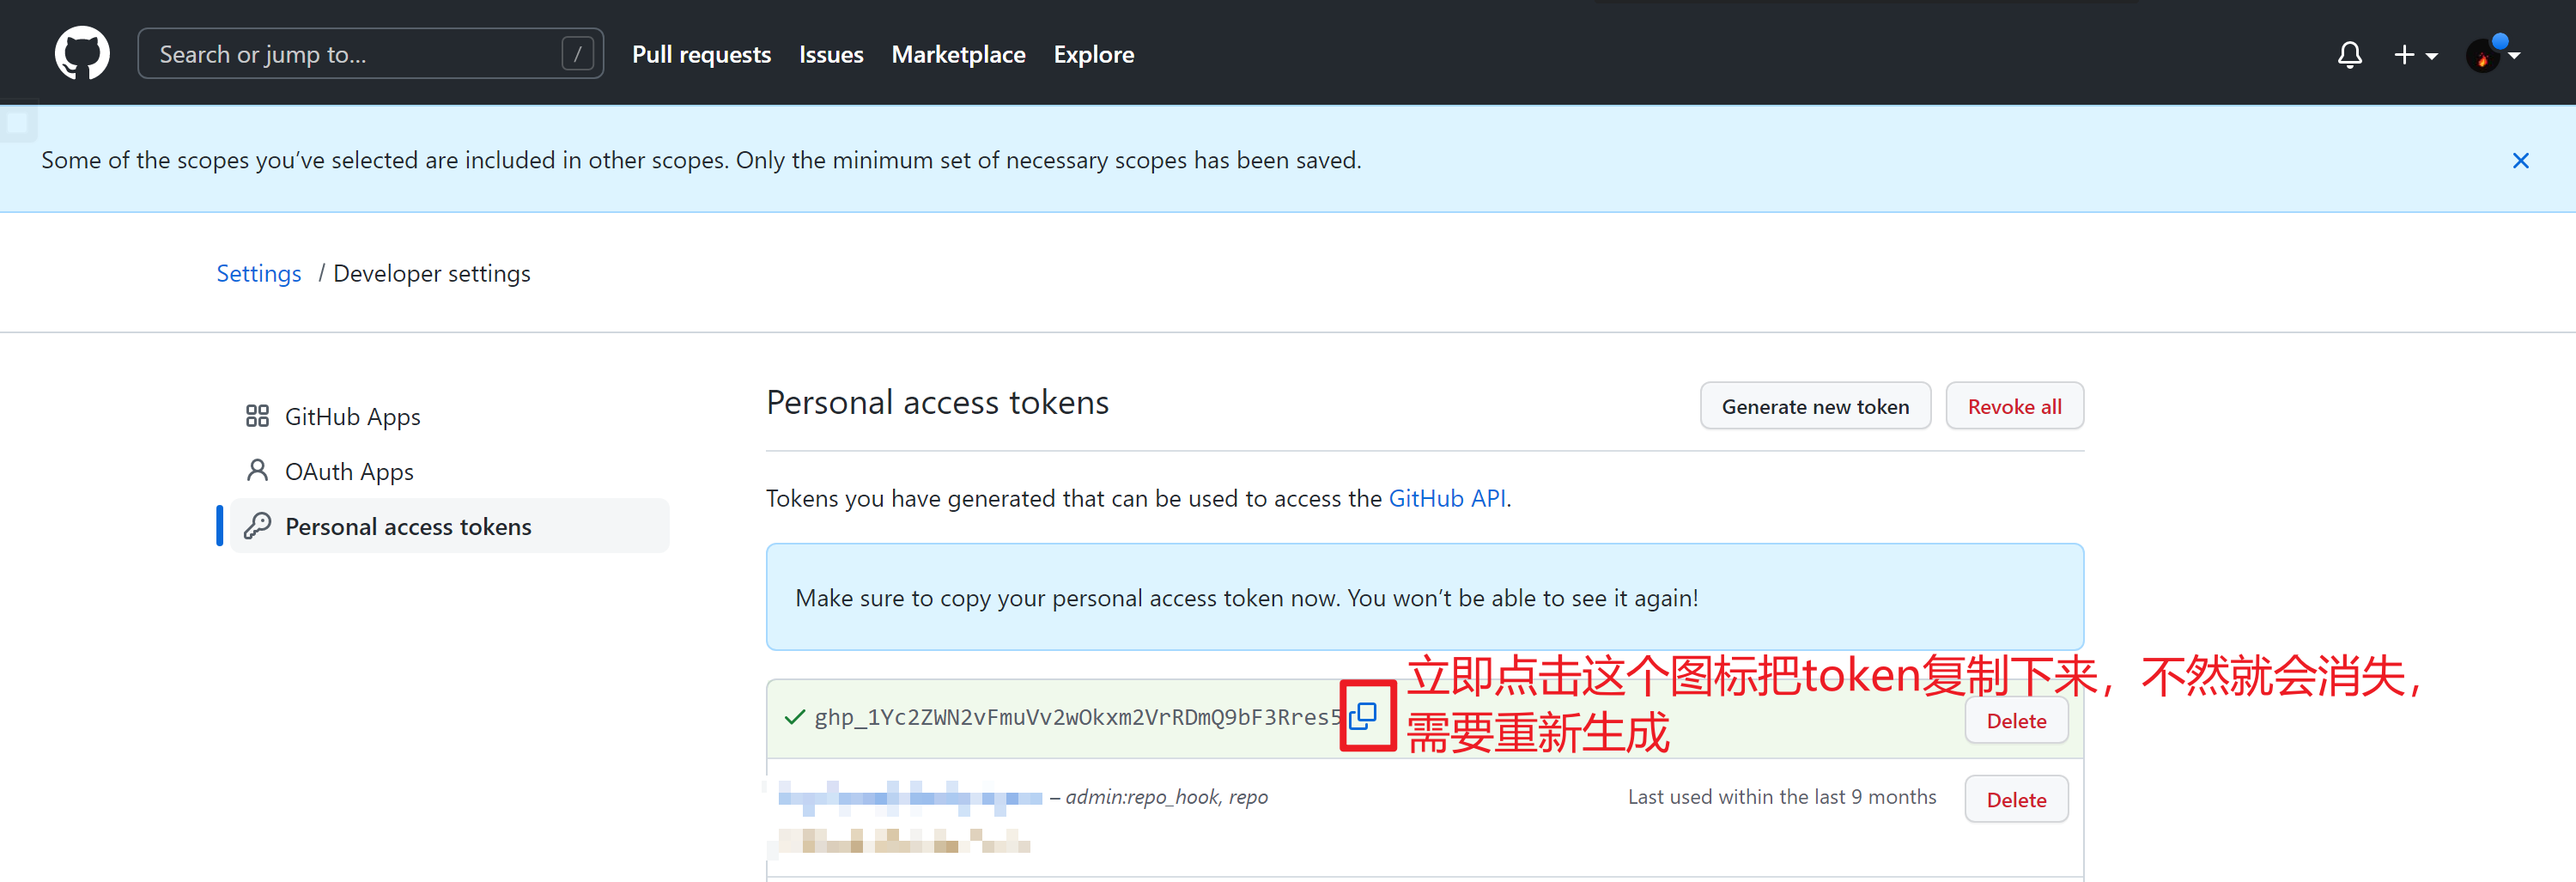 Search or jump to... /
Pull requests Issues Marketplace Explore
Some of the scopes you’ve selected are included in other scopes. Only the minimum set of necessary scopes has been saved.
Settings / Developer settings
GitHub Apps
OAuth Apps
Personal access tokens
Personal access tokens
Generate new token
Revoke all
Tokens you have generated that can be used to access the GitHub API.
Make sure to copy your personal access token now. You won’t be able to see it again!
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
立即点击这个图标把token复制下来，不然就会消失，
需要重新生成
Delete
– admin:repo_hook, repo
Last used within the last 9 months
Delete